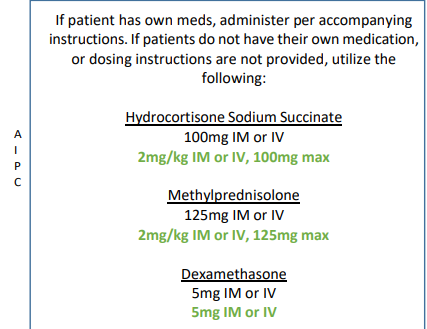 If patient has own meds, administer per accompanying
instructions. If patients do not have their own medication,
or dosing instructions are not provided, utilize the
following:
Hydrocortisone Sodium Succinate
100mg IM or IV
2mg/kg IM or IV, 100mg max
Methylprednisolone
125mg IM or IV
2mg/kg IM or IV, 125mg max
Dexamethasone
5mg IM or IV
5mg IM or IV
A
I
P
C